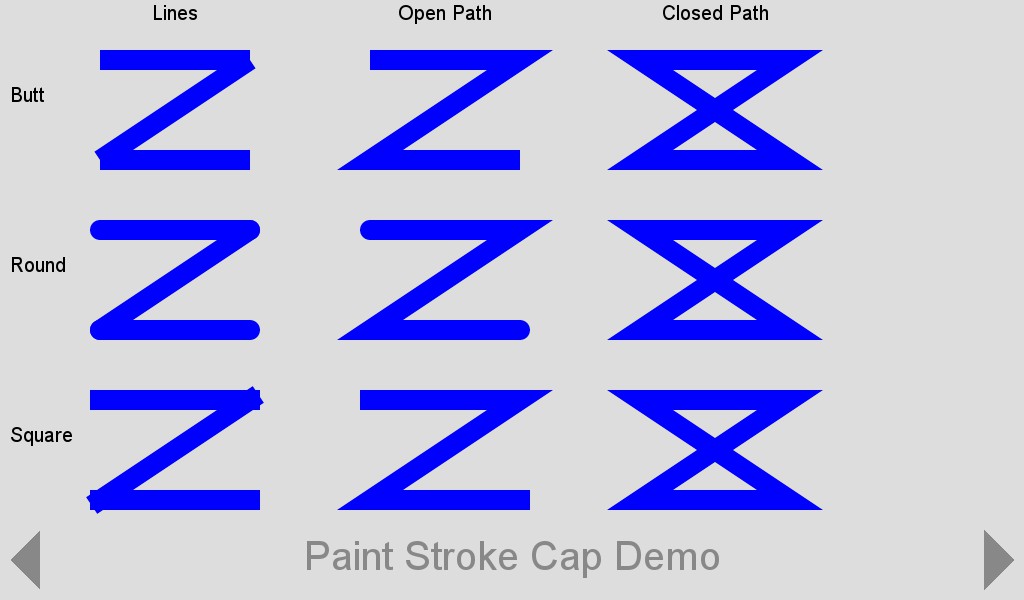 Lines Open Path Closed Path
Butt
Round
Square
Paint Stroke Cap Demo